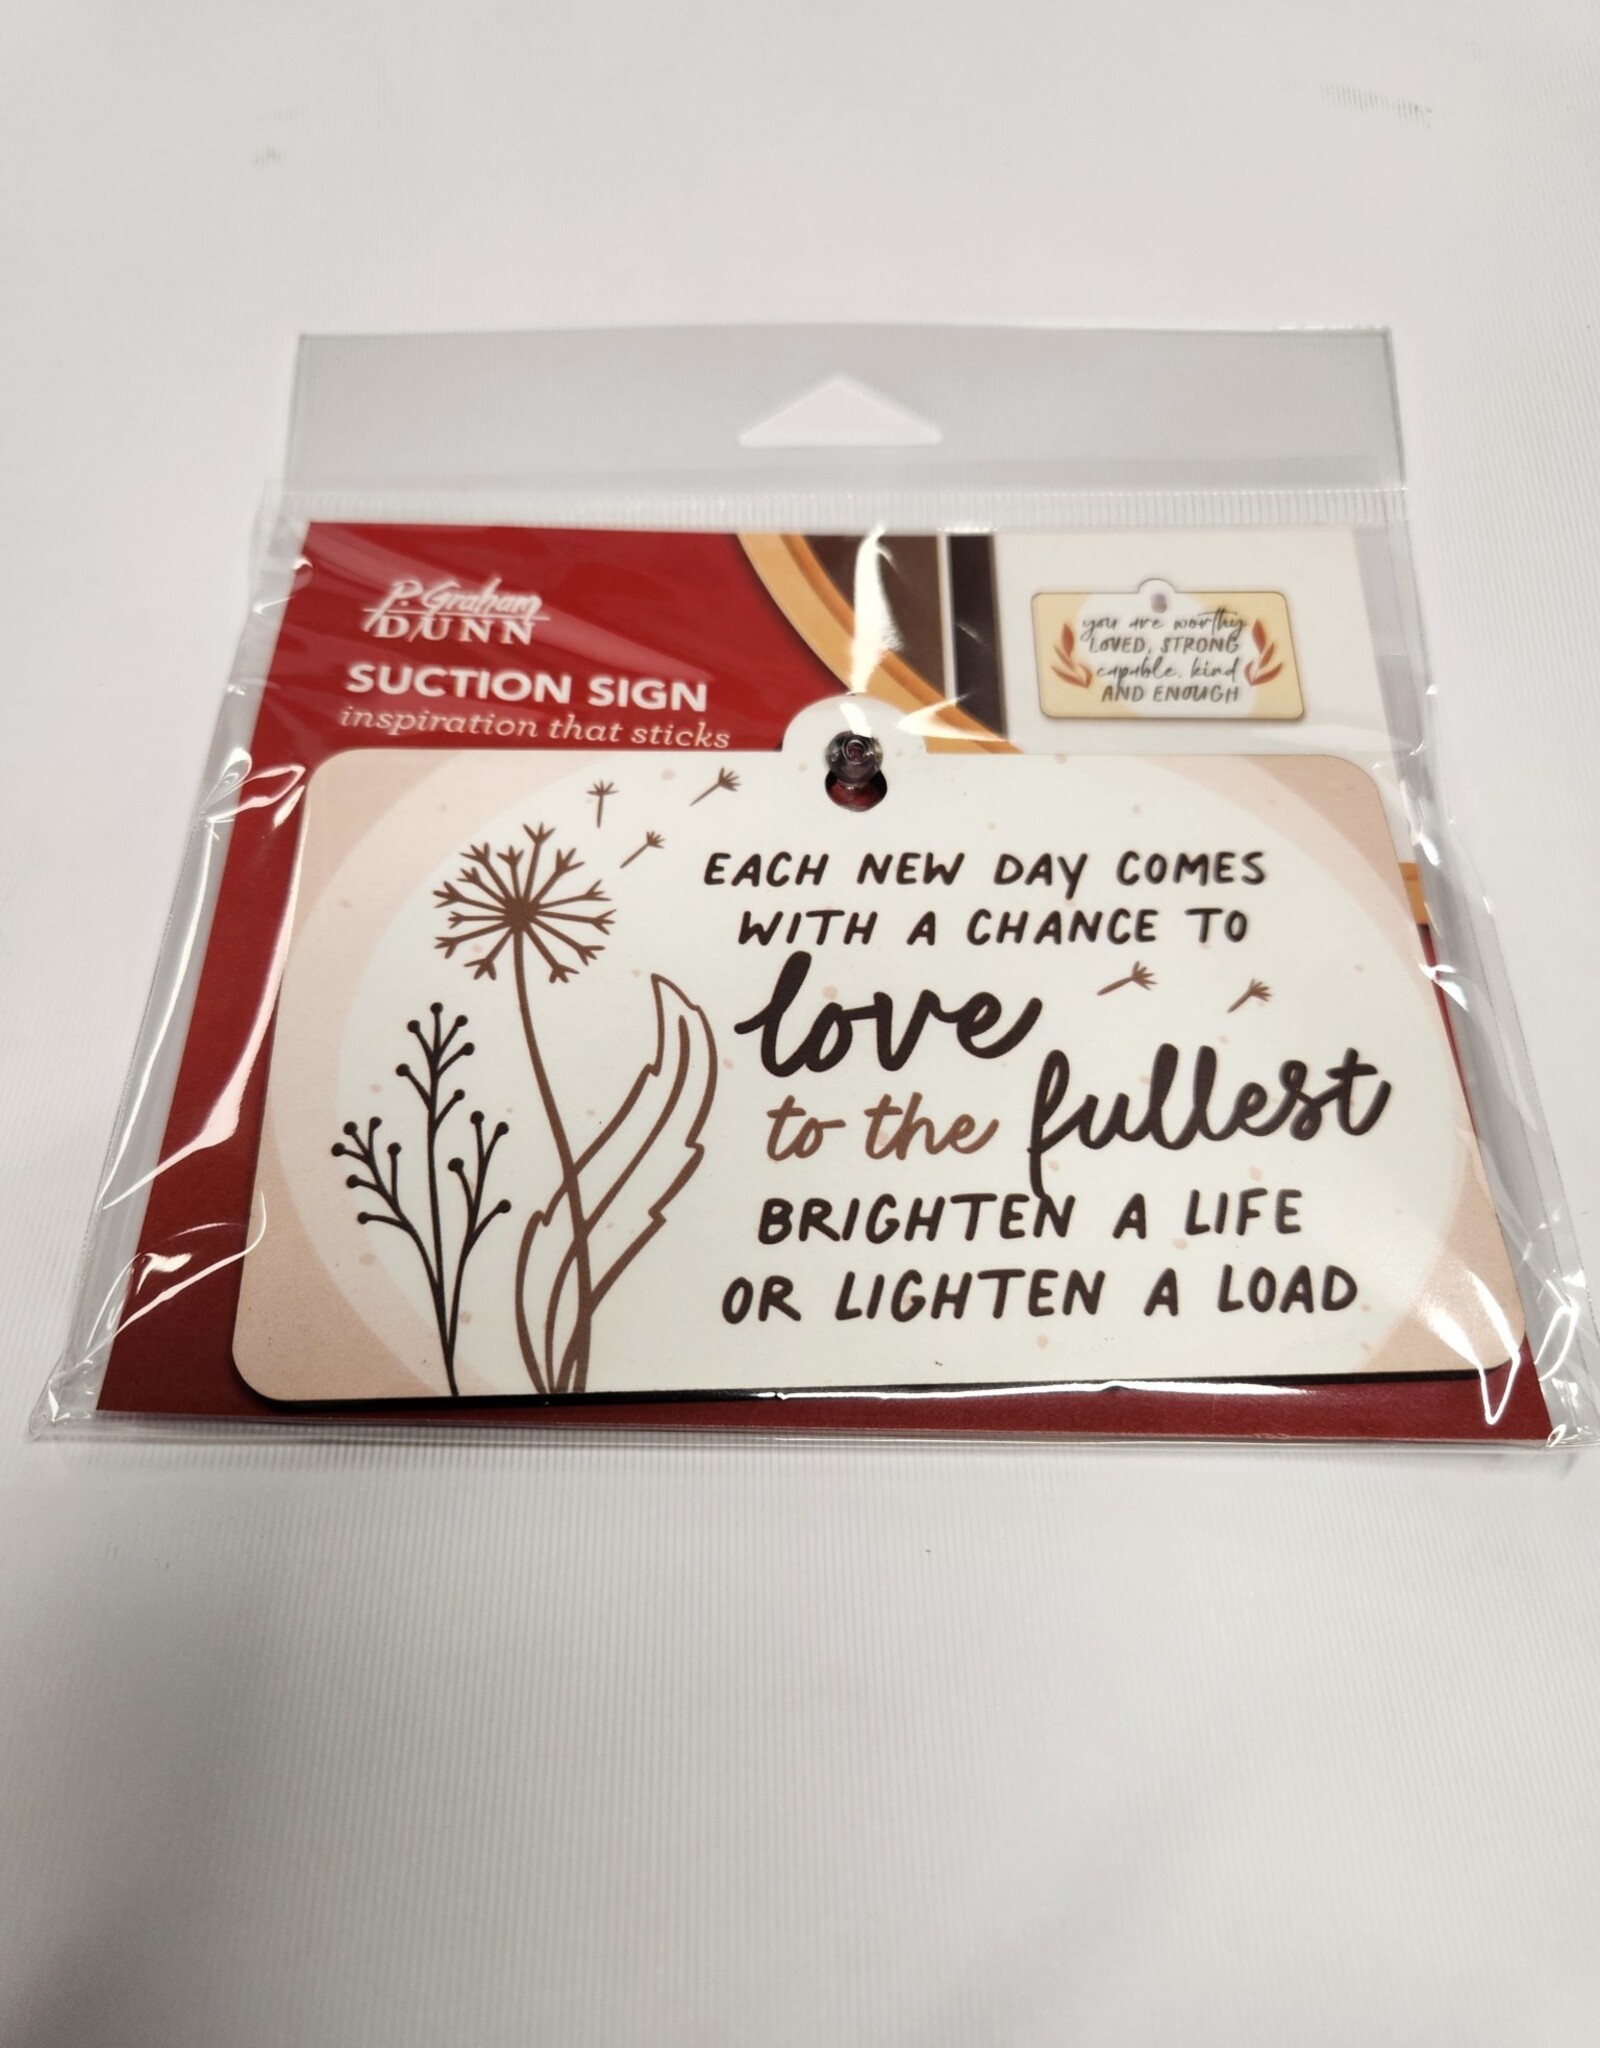 P. Graham
DUNN
SUCTION SIGN
inspiration that sticks
you are worthy
LOVED, STRONG
capable, kind
AND ENOUGH
EACH NEW DAY COMES
WITH A CHANCE TO
love
to the fullest
BRIGHTEN A LIFE
OR LIGHTEN A LOAD